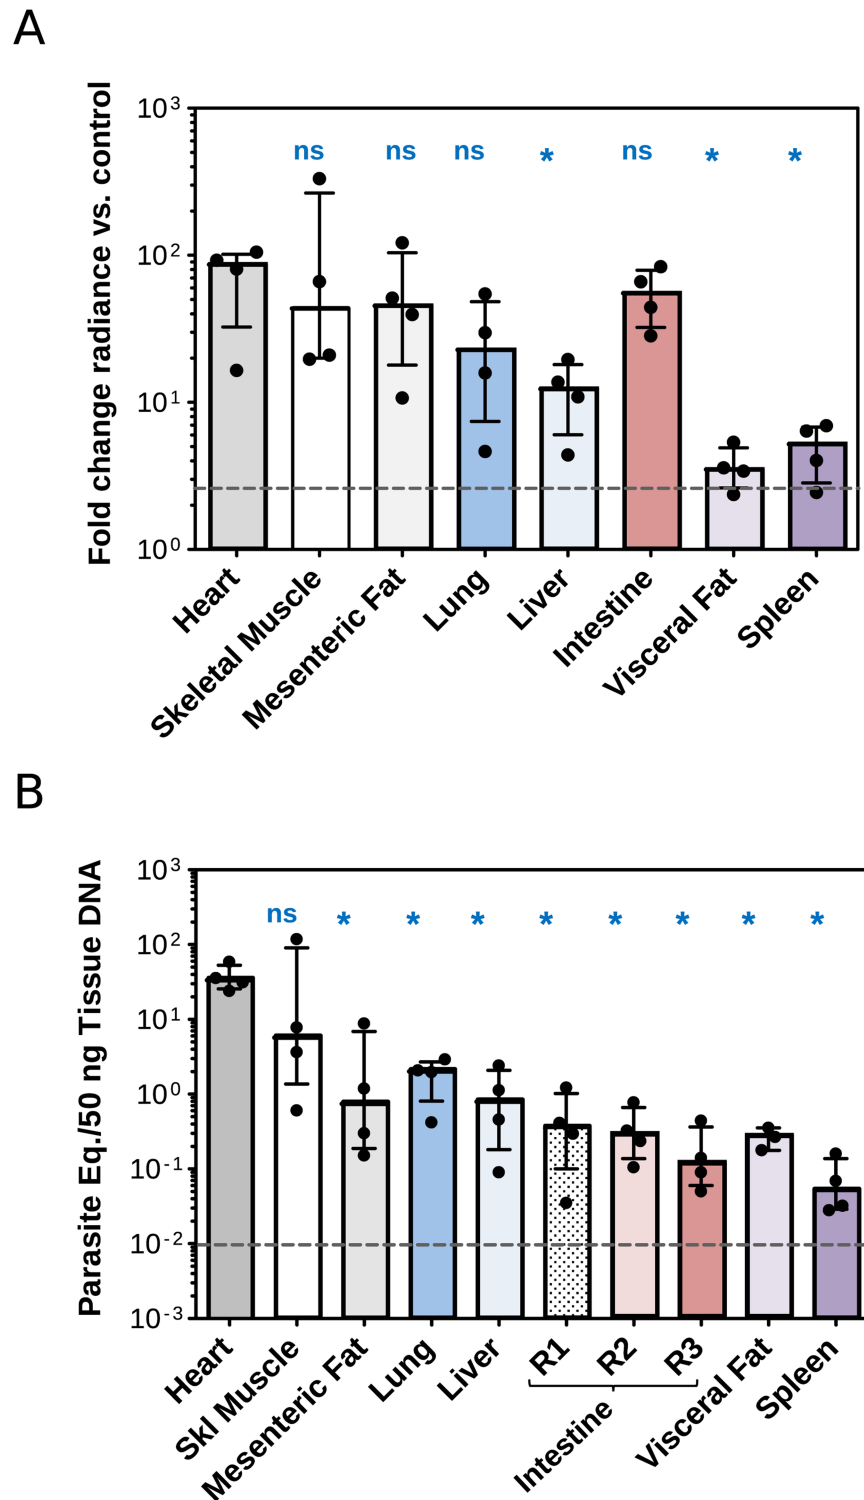 A
Fold change radiance vs. control
10³
10²
10¹
10⁰
ns
ns
ns
*
ns
*
*
Heart
Skeletal Muscle
Mesenteric Fat
Lung
Liver
Intestine
Visceral Fat
Spleen
B
Parasite Eq./50 ng Tissue DNA
10³
10²
10¹
10⁰
10⁻¹
10⁻²
10⁻³
ns
*
*
*
*
*
*
*
*
Heart
Skl Muscle
Mesenteric Fat
Lung
Liver
R1
R2
R3
Intestine
Visceral Fat
Spleen